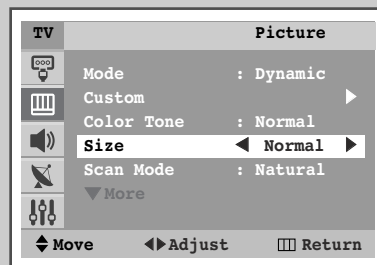 TV Picture
Mode : Dynamic
Custom
Color Tone : Normal
Size Normal
Scan Mode : Natural
More
Move Adjust Return